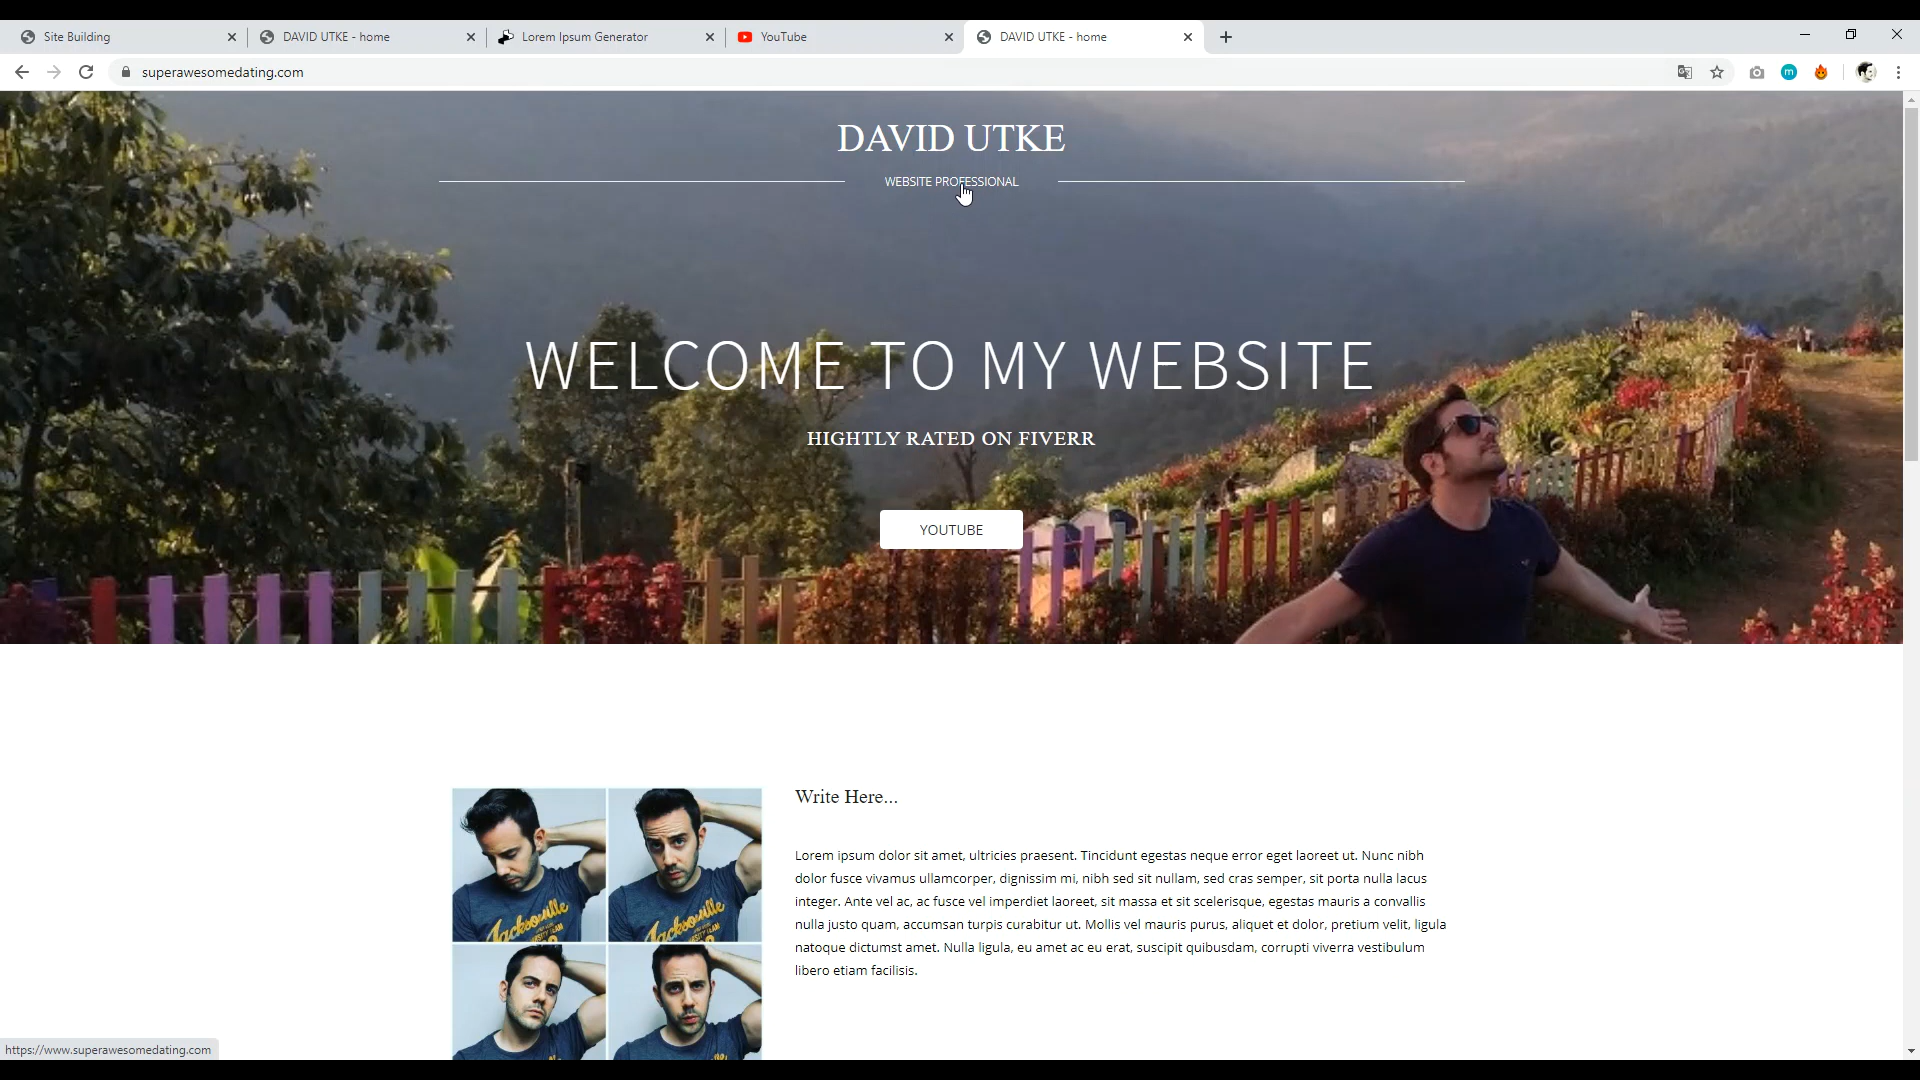 Site Building
DAVID UTKE - home
Lorem Ipsum Generator
YouTube
DAVID UTKE - home
superawesomedating.com
m
DAVID UTKE
WEBSITE PROFESSIONAL
WELCOME TO MY WEBSITE
HIGHTLY RATED ON FIVERR
YOUTUBE
Write Here...
Lorem ipsum dolor sit amet, ultricies praesent. Tincidunt egestas neque error eget laoreet ut. Nunc nibh
dolor fusce vivamus ullamcorper, dignissim mi, nibh sed sit nullam, sed cras semper, sit porta nulla lacus
integer. Ante vel ac, ac fusce vel imperdiet laoreet, sit massa et sit scelerisque, egestas mauris a convallis
nulla justo quam, accumsan turpis curabitur ut. Mollis vel mauris purus, aliquet et dolor, pretium velit, ligula
natoque dictumst amet. Nulla ligula, eu amet ac eu erat, suscipit quibusdam, corrupti viverra vestibulum
libero etiam facilisis.
Jacksonville
Jacksonville
https://www.superawesomedating.com